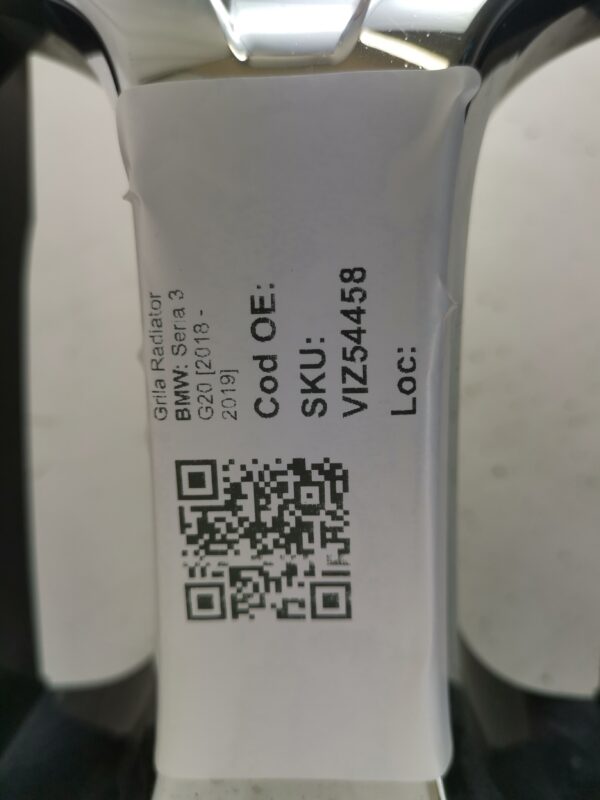 Grila Radiator
BMW: Seria 3
G20 [2018 -
2019]
Cod OE:
SKU:
VIZ54458
Loc: